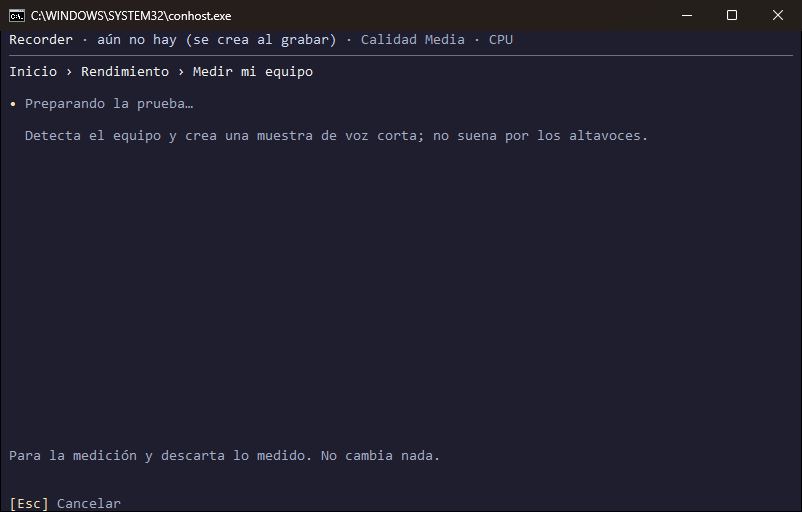 C:\WINDOWS\SYSTEM32\conhost.exe
Recorder · aún no hay (se crea al grabar) · Calidad Media · CPU
Inicio › Rendimiento › Medir mi equipo
• Preparando la prueba…
Detecta el equipo y crea una muestra de voz corta; no suena por los altavoces.
Para la medición y descarta lo medido. No cambia nada.
[Esc] Cancelar